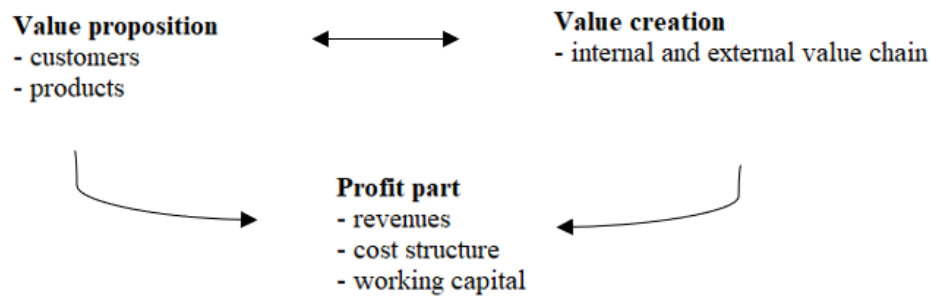 Value proposition
- customers
- products
Value creation
- internal and external value chain
Profit part
- revenues
- cost structure
- working capital